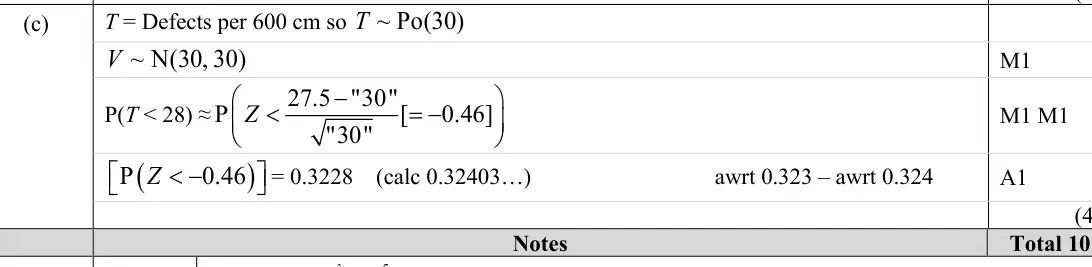 (c) T = Defects per 600 cm so T ~ Po(30)
V ~ N(30, 30) M1
P(T < 28) ≈ P(Z < (27.5 – "30")/√"30" [= –0.46]) M1 M1
[P(Z < –0.46)] = 0.3228 (calc 0.32403…) awrt 0.323 – awrt 0.324 A1
(4
Notes Total 10